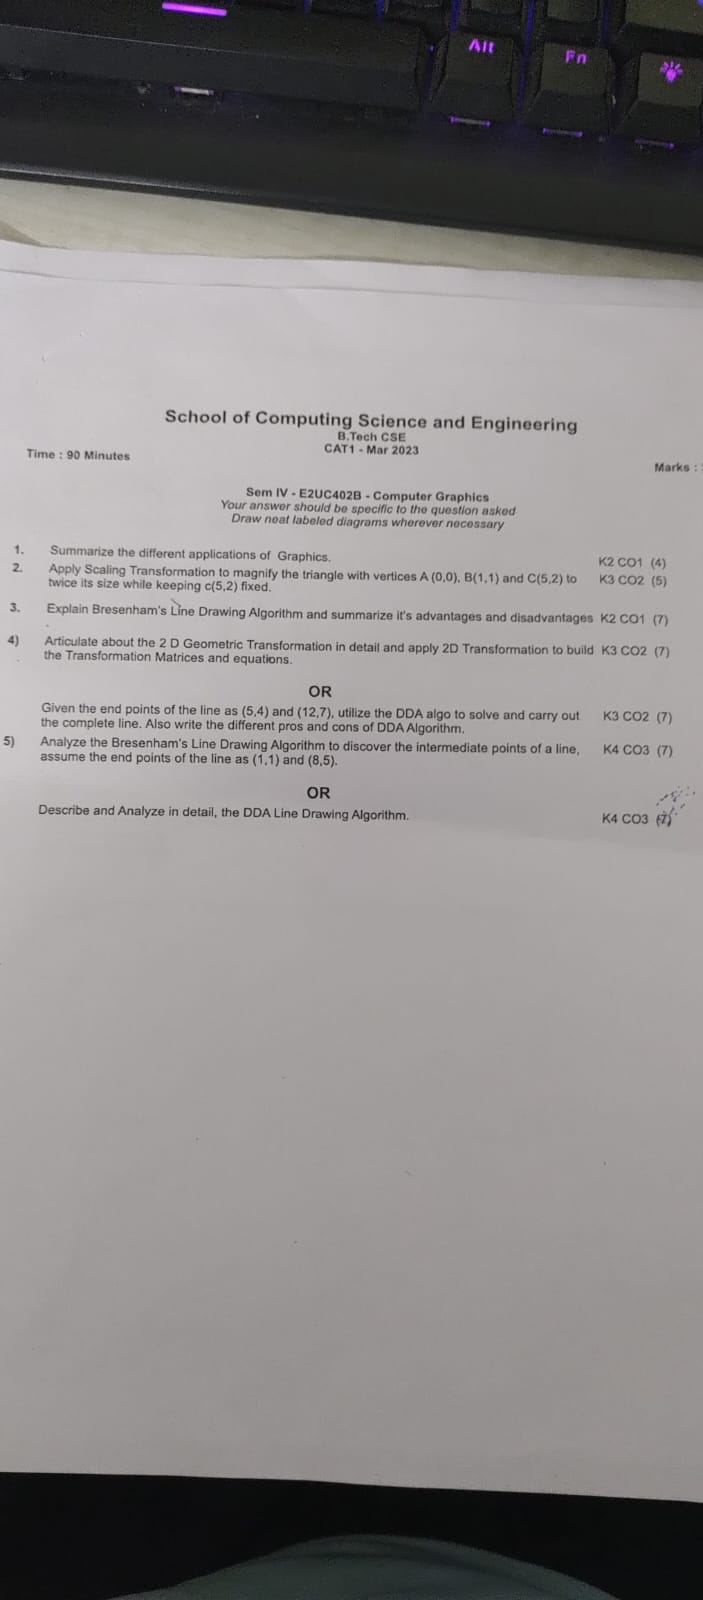 Alt
Fn
School of Computing Science and Engineering
B.Tech CSE
CAT1 - Mar 2023
Time : 90 Minutes
Marks :
Sem IV - E2UC402B - Computer Graphics
Your answer should be specific to the question asked
Draw neat labeled diagrams wherever necessary
1. Summarize the different applications of Graphics. K2 CO1 (4)
2. Apply Scaling Transformation to magnify the triangle with vertices A (0,0), B(1,1) and C(5,2) to K3 CO2 (5)
twice its size while keeping c(5,2) fixed.
3. Explain Bresenham's Line Drawing Algorithm and summarize it's advantages and disadvantages K2 CO1 (7)
4) Articulate about the 2 D Geometric Transformation in detail and apply 2D Transformation to build K3 CO2 (7)
the Transformation Matrices and equations.
OR
Given the end points of the line as (5,4) and (12,7), utilize the DDA algo to solve and carry out K3 CO2 (7)
the complete line. Also write the different pros and cons of DDA Algorithm.
5) Analyze the Bresenham's Line Drawing Algorithm to discover the intermediate points of a line, K4 CO3 (7)
assume the end points of the line as (1,1) and (8,5).
OR
Describe and Analyze in detail, the DDA Line Drawing Algorithm. K4 CO3 (7)